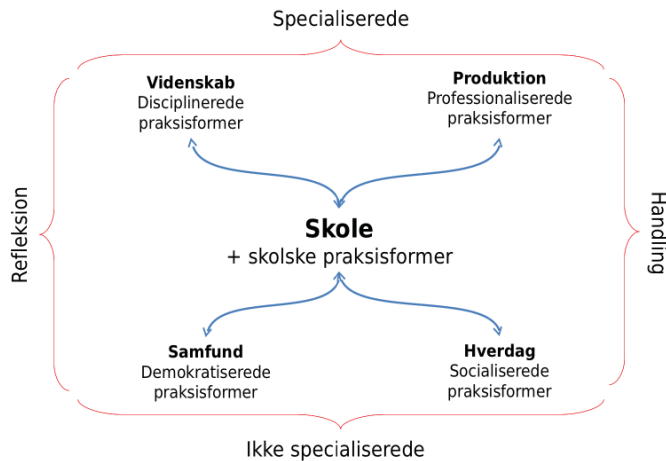 Specialiserede
Videnskab
Disciplinerede
praksisformer
Produktion
Professionaliserede
praksisformer
Refleksion
Handling
Skole
+ skolske praksisformer
Samfund
Demokratiserede
praksisformer
Hverdag
Socialiserede
praksisformer
Ikke specialiserede